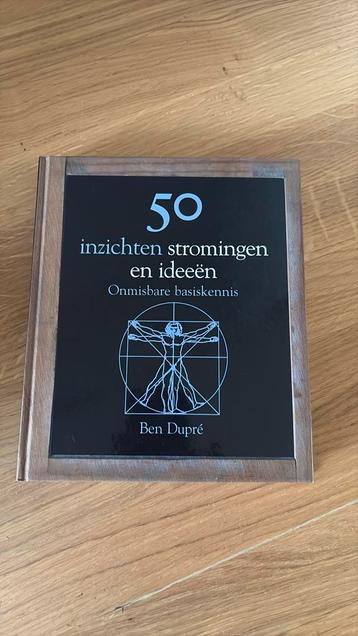 50
inzichten stromingen
en ideeën
Onmisbare basiskennis
Ben Dupré